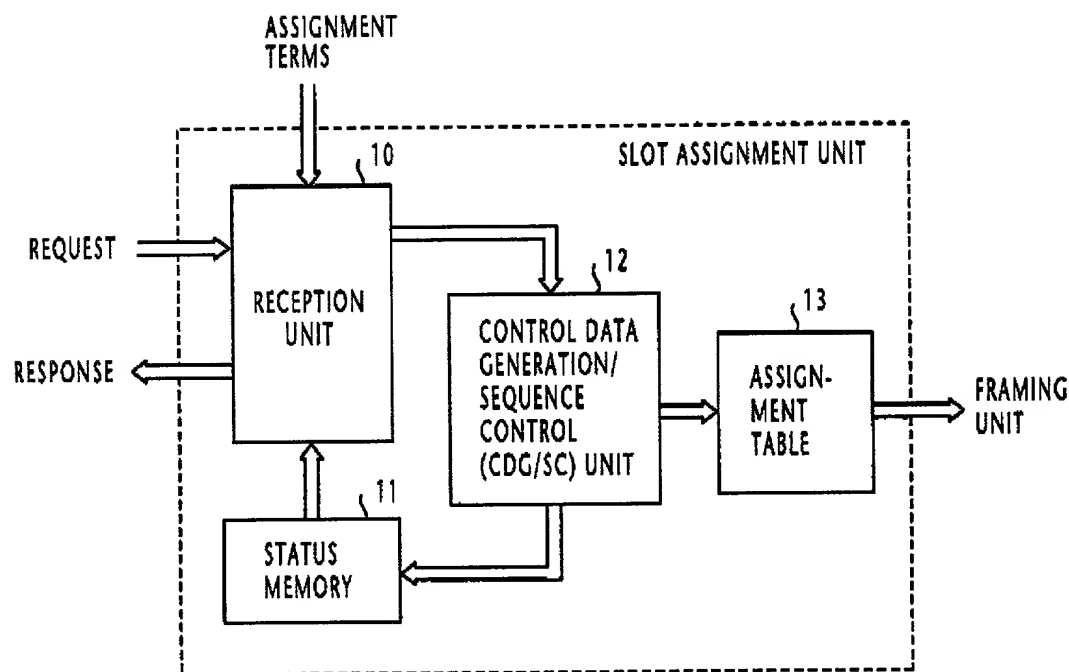 ASSIGNMENT
TERMS
SLOT ASSIGNMENT UNIT
10
REQUEST
RECEPTION
UNIT
RESPONSE
12
CONTROL DATA
GENERATION/
SEQUENCE
CONTROL
(CDG/SC) UNIT
13
ASSIGN-
MENT
TABLE
FRAMING
UNIT
11
STATUS
MEMORY